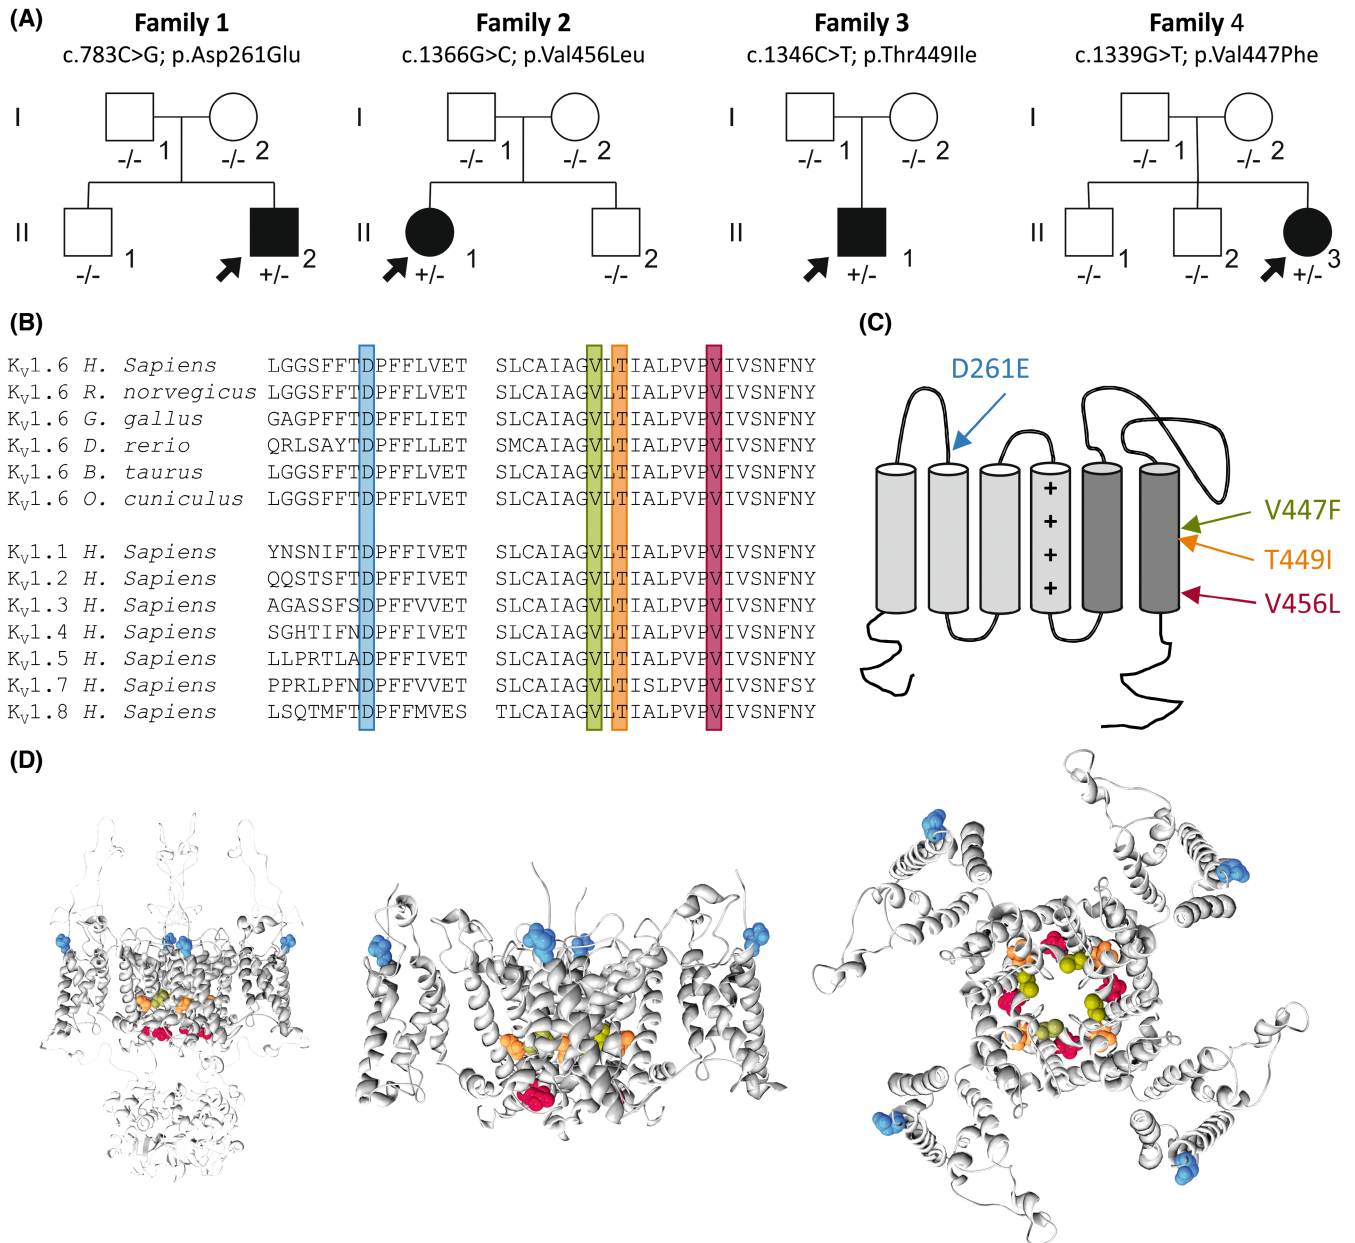 (A)
Family 1
c.783C>G; p.Asp261Glu
Family 2
c.1366G>C; p.Val456Leu
Family 3
c.1346C>T; p.Thr449Ile
Family 4
c.1339G>T; p.Val447Phe
I
-/- 1
-/- 2
II
-/- 1
+/- 2
I
-/- 1
-/- 2
II
+/- 1
-/- 2
I
-/- 1
-/- 2
II
+/- 1
I
-/- 1
-/- 2
II
-/- 1
-/- 2
+/- 3
(B)
KV1.6 H. Sapiens LGGSFFTDPFFLVET SLCAIAGVLTIALPVPVIVSNFNY
KV1.6 R. norvegicus LGGSFFTDPFFLVET SLCAIAGVLTIALPVPVIVSNFNY
KV1.6 G. gallus GAGPFFTDPFFLIET SLCAIAGVLTIALPVPVIVSNFNY
KV1.6 D. rerio QRLSAYTDPFFLLET SMCAIAGVLTIALPVPVIVSNFNY
KV1.6 B. taurus LGGSFFTDPFFLVET SLCAIAGVLTIALPVPVIVSNFNY
KV1.6 O. cuniculus LGGSFFTDPFFLVET SLCAIAGVLTIALPVPVIVSNFNY
KV1.1 H. Sapiens YNSNIFTDPFFIVET SLCAIAGVLTIALPVPVIVSNFNY
KV1.2 H. Sapiens QQSTSFTDPFFIVET SLCAIAGVLTIALPVPVIVSNFNY
KV1.3 H. Sapiens AGASSFSDPFFVVET SLCAIAGVLTIALPVPVIVSNFNY
KV1.4 H. Sapiens SGHTIFNDPFFIVET SLCAIAGVLTIALPVPVIVSNFNY
KV1.5 H. Sapiens LLPRTLADPFFIVET SLCAIAGVLTIALPVPVIVSNFNY
KV1.7 H. Sapiens PPRLPFNDPFFVVET SLCAIAGVLTISLPVPVIVSNFSY
KV1.8 H. Sapiens LSQTMFTDPFFMVES TLCAIAGVLTIALPVPVIVSNFNY
(C)
D261E
+
+
+
+
V447F
T449I
V456L
(D)